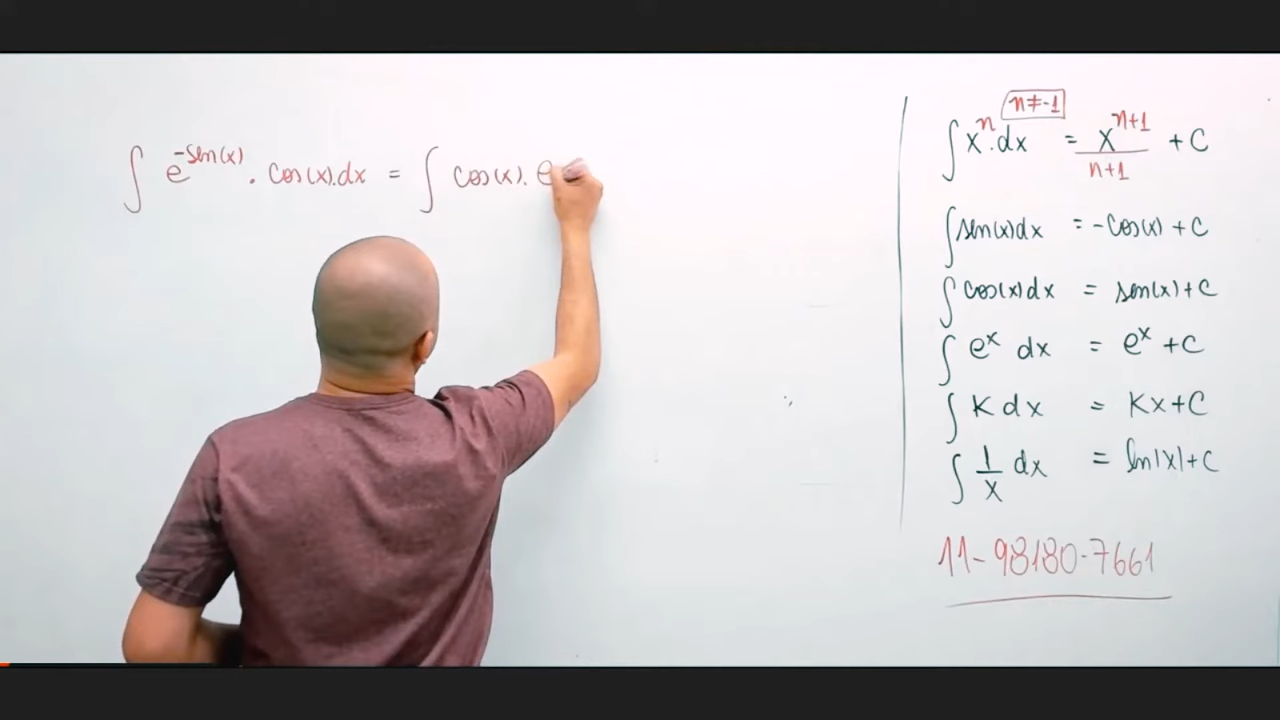 ∫ e^-sen(x) . cos(x).dx = ∫ cos(x). e
n≠-1
∫ x^n.dx = x^n+1/n+1 + C
∫ sen(x)dx = -cos(x) + C
∫ cos(x)dx = sen(x) + C
∫ e^x dx = e^x + C
∫ K dx = Kx + C
∫ 1/x dx = ln|x| + C
11-98180-7661